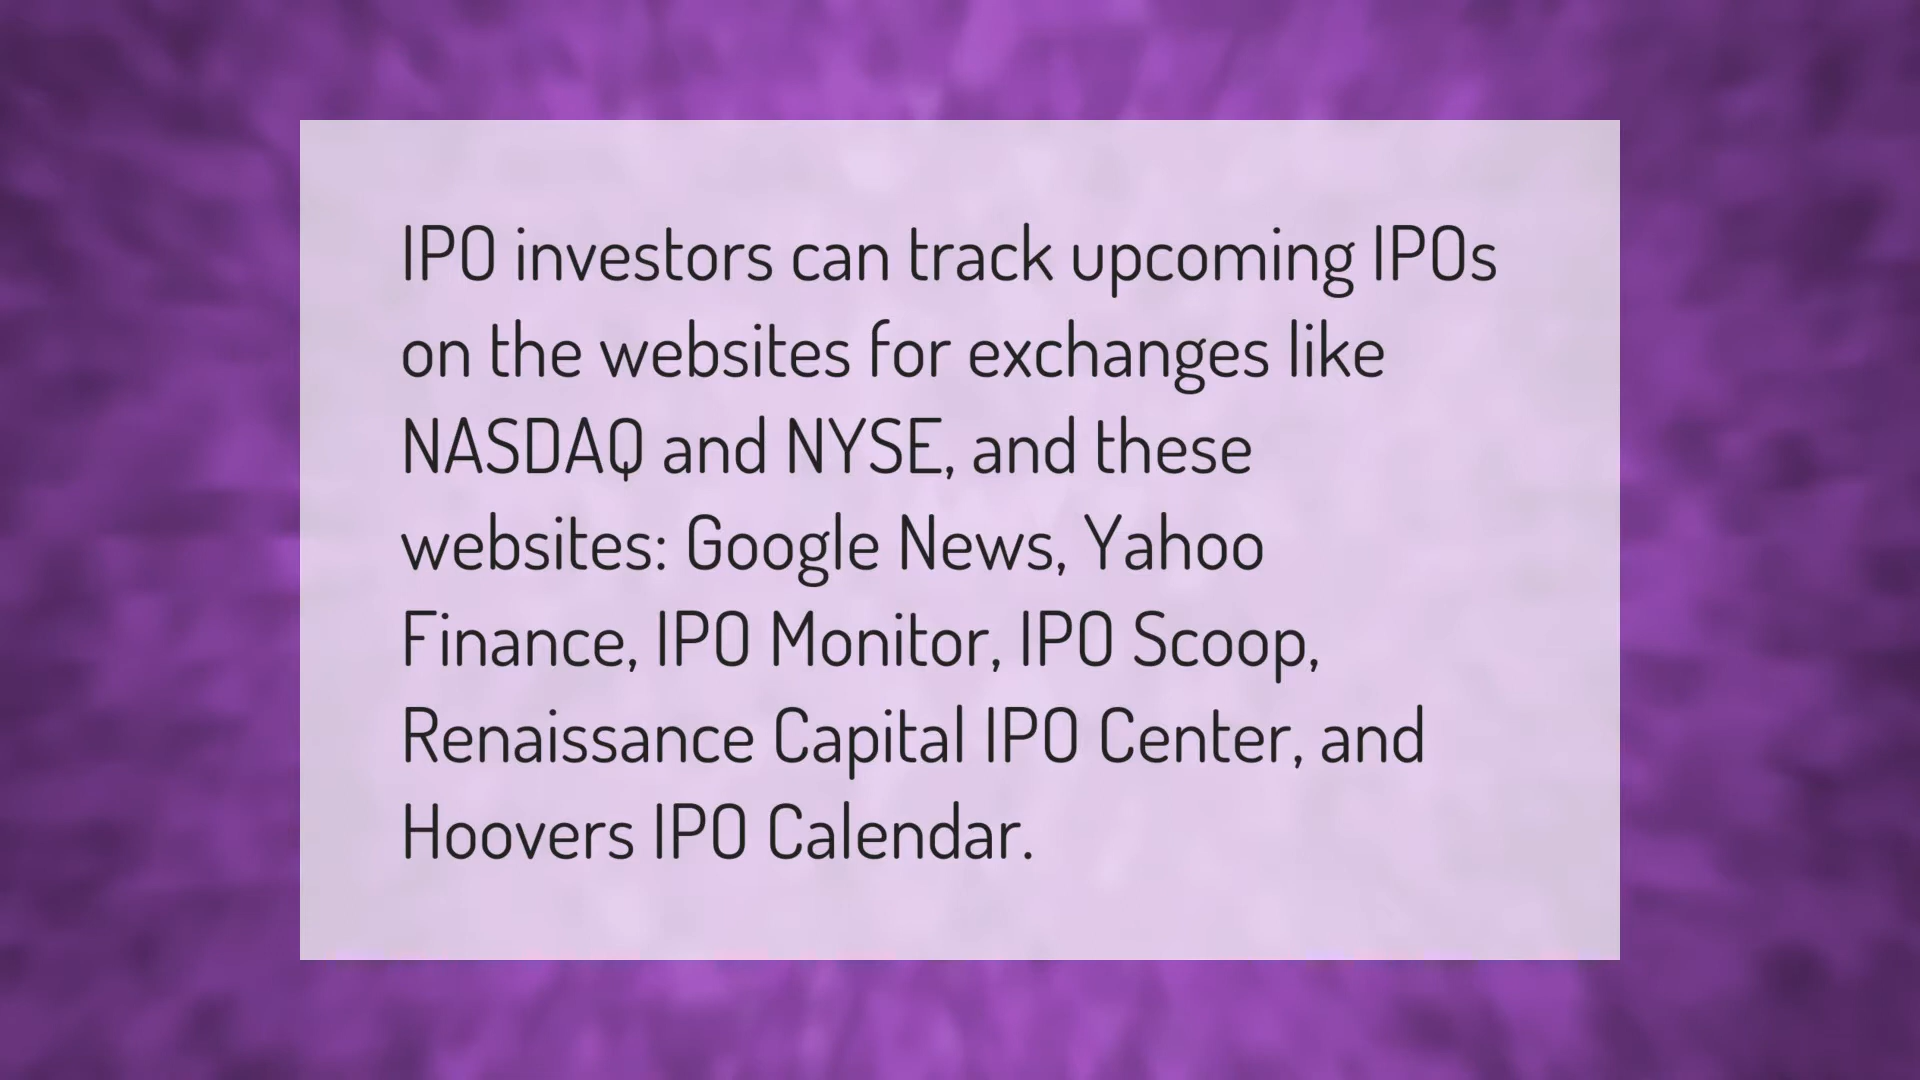 IPO investors can track upcoming IPOs
on the websites for exchanges like
NASDAQ and NYSE, and these
websites: Google News, Yahoo
Finance, IPO Monitor, IPO Scoop,
Renaissance Capital IPO Center, and
Hoovers IPO Calendar.